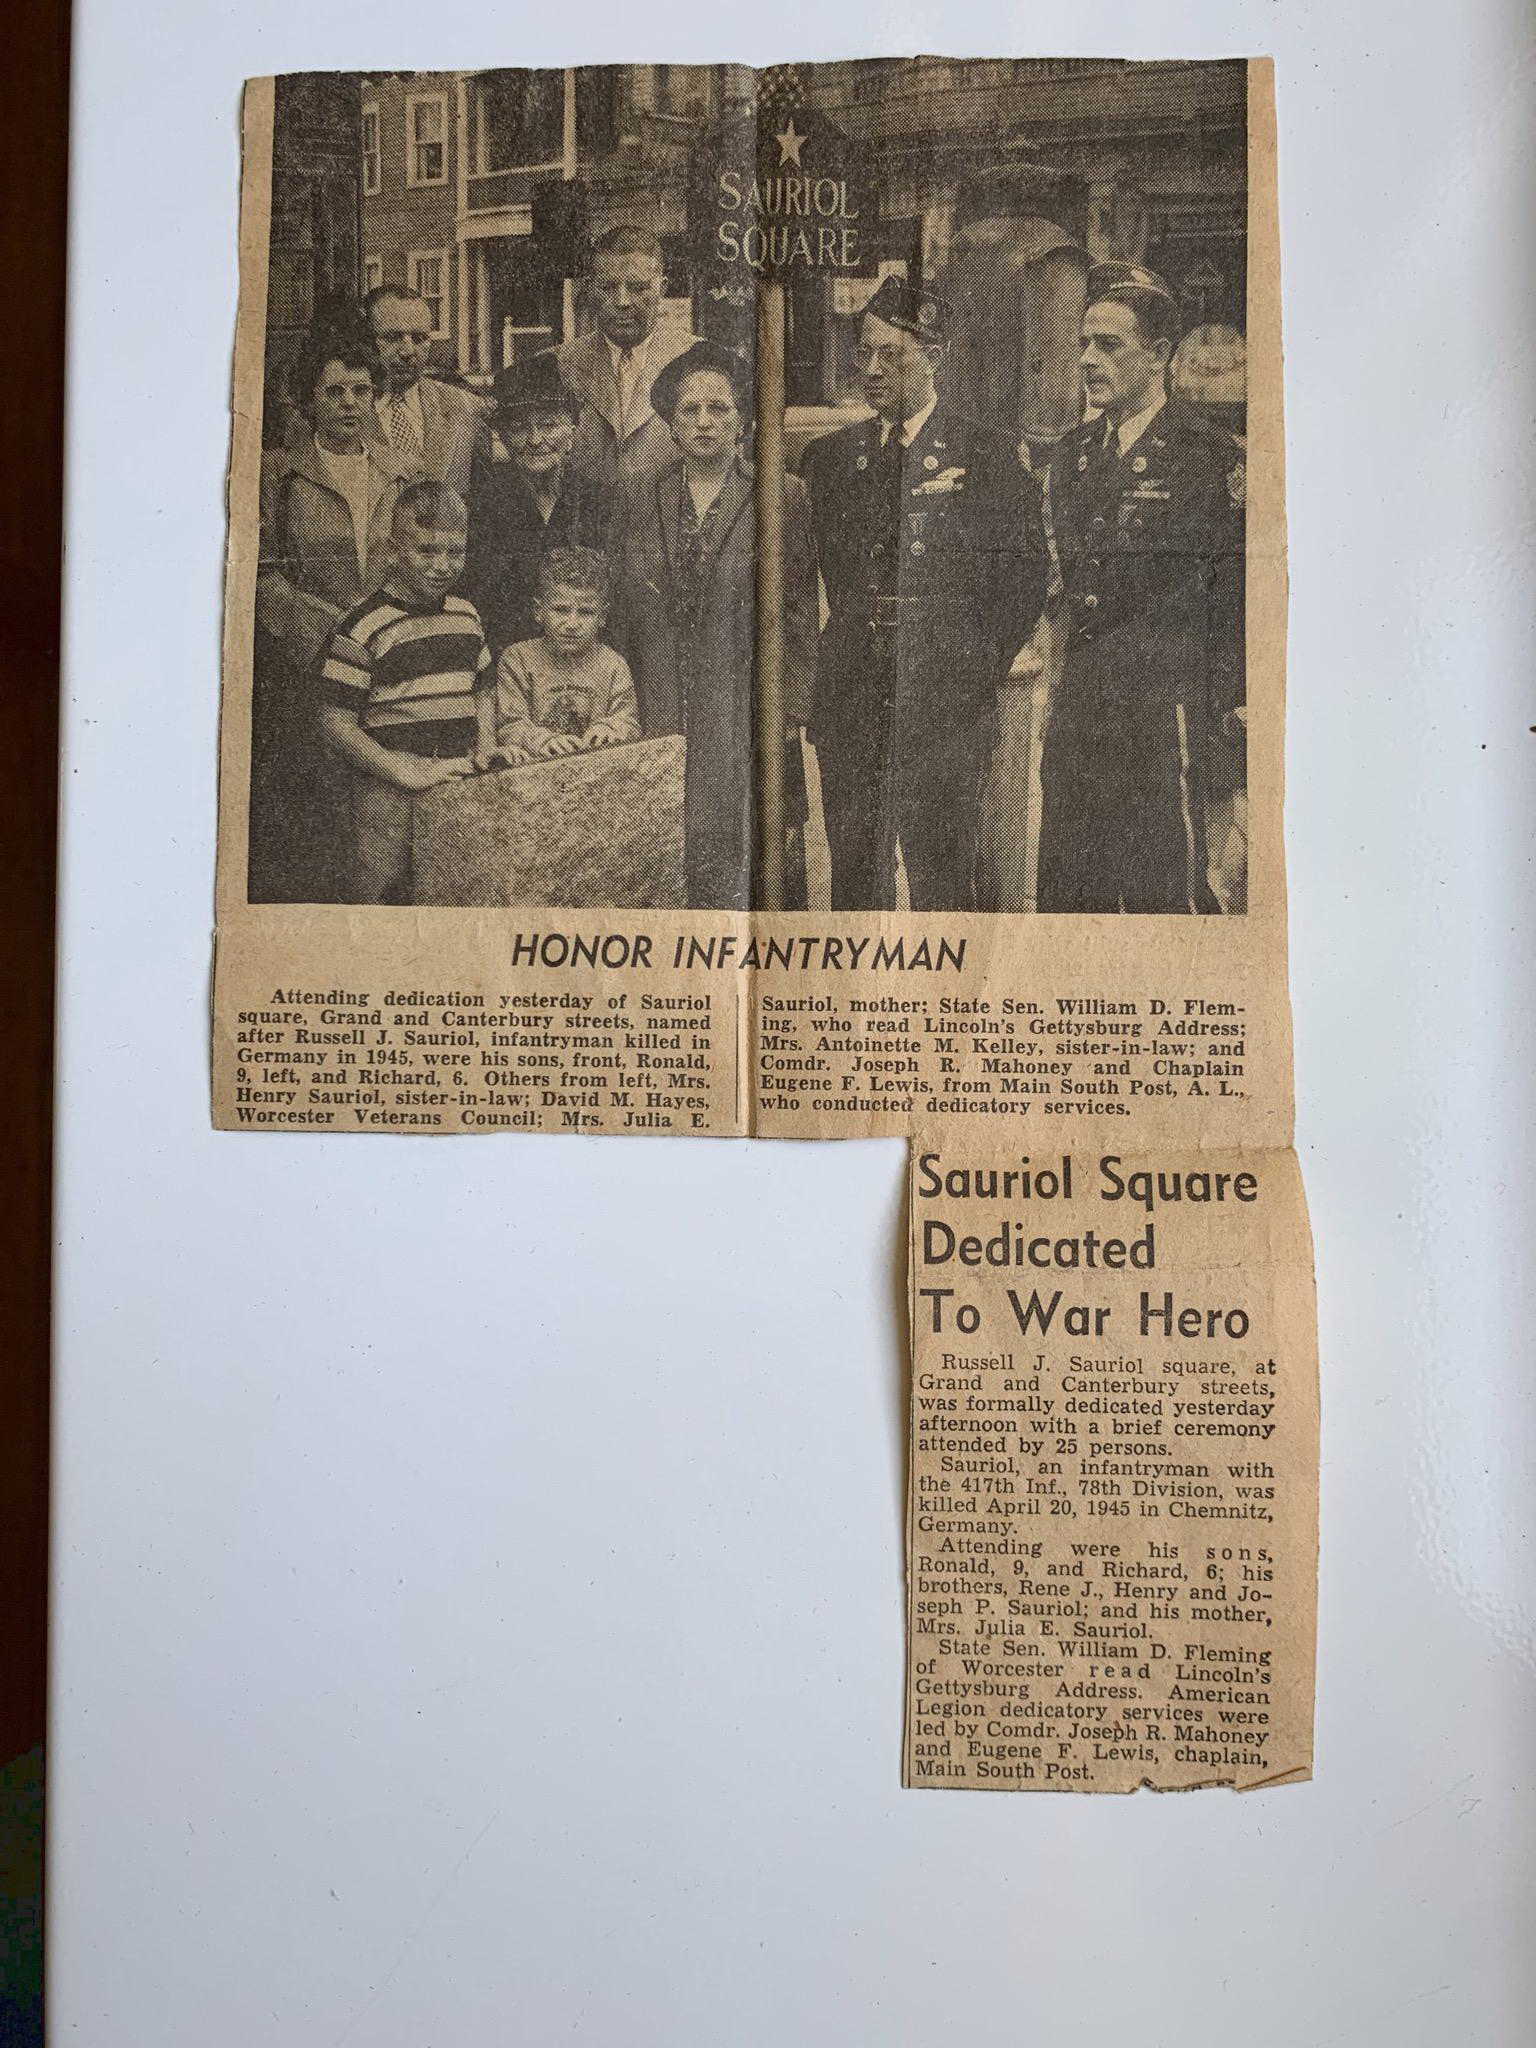 SAURIOL
SQUARE
HONOR INFANTRYMAN
Attending dedication yesterday of Sauriol
square, Grand and Canterbury streets, named
after Russell J. Sauriol, infantryman killed in
Germany in 1945, were his sons, front, Ronald,
9, left, and Richard, 6. Others from left, Mrs.
Henry Sauriol, sister-in-law; David M. Hayes,
Worcester Veterans Council; Mrs. Julia E.
Sauriol, mother; State Sen. William D. Flem-
ing, who read Lincoln's Gettysburg Address;
Mrs. Antoinette M. Kelley, sister-in-law; and
Comdr. Joseph R. Mahoney and Chaplain
Eugene F. Lewis, from Main South Post, A. L.,
who conducted dedicatory services.
Sauriol Square
Dedicated
To War Hero
Russell J. Sauriol square, at
Grand and Canterbury streets,
was formally dedicated yesterday
afternoon with a brief ceremony
attended by 25 persons.
Sauriol, an infantryman with
the 417th Inf., 78th Division, was
killed April 20, 1945 in Chemnitz,
Germany.
Attending were his sons,
Ronald, 9, and Richard, 6; his
brothers, Rene J., Henry and Jo-
seph P. Sauriol; and his mother,
Mrs. Julia E. Sauriol.
State Sen. William D. Fleming
of Worcester read Lincoln's
Gettysburg Address. American
Legion dedicatory services were
led by Comdr. Joseph R. Mahoney
and Eugene F. Lewis, chaplain,
Main South Post.